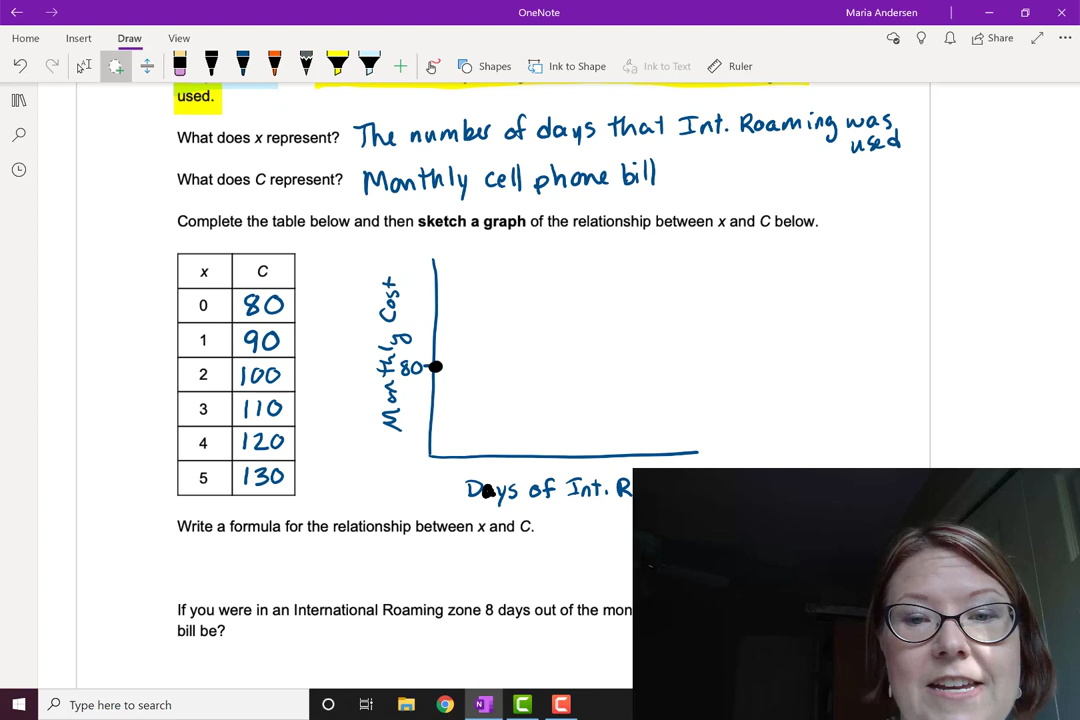 OneNote
Maria Andersen
Home Insert Draw View
Share
Shapes Ink to Shape Ink to Text Ruler
used.
What does x represent? The number of days that Int. Roaming was used
What does C represent? Monthly cell phone bill
Complete the table below and then sketch a graph of the relationship between x and C below.
x C
0 80
1 90
2 100
3 110
4 120
5 130
Monthly Cost
80
Days of Int. R
Write a formula for the relationship between x and C.
If you were in an International Roaming zone 8 days out of the mon
bill be?
Type here to search